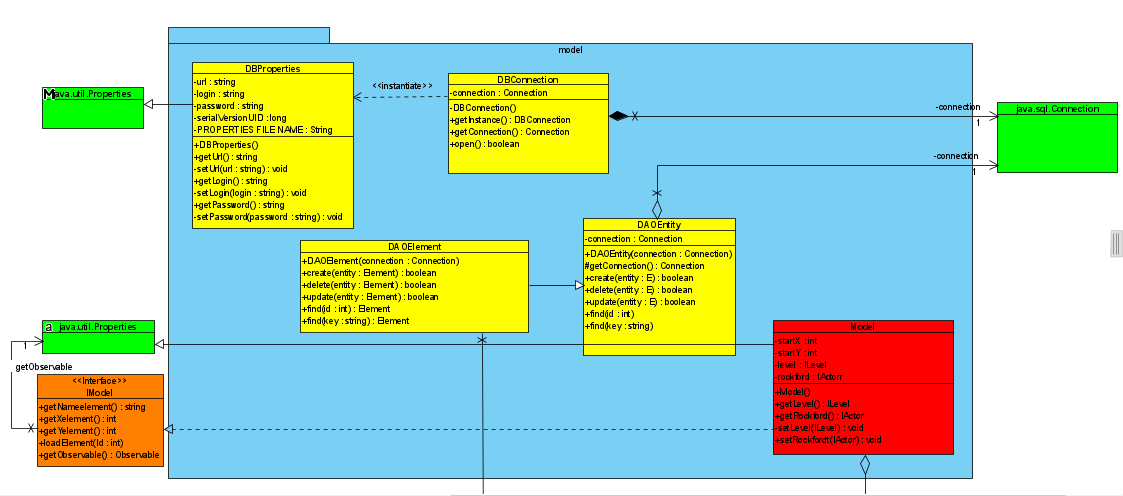 model
java.util.Properties
DBProperties
-url : string
-login : string
-password : string
-serialVersionUID : long
-PROPERTIES FILE NAME : String
+DBProperties()
+getUrl() : string
-setUrl(url : string) : void
+getLogin() : string
-setLogin(login : string) : void
+getPassword() : string
-setPassword(password : string) : void
<<instantiate>>
DBConnection
-connection : Connection
-DBConnection()
+getInstance() : DBConnection
+getConnection() : Connection
+open() : boolean
-connection
1
java.sql.Connection
-connection
1
DAOElement
+DAOElement(connection : Connection)
+create(entity : Element) : boolean
+delete(entity : Element) : boolean
+update(entity : Element) : boolean
+find(id : int) : Element
+find(key : string) : Element
DAOEntity
-connection : Connection
+DAOEntity(connection : Connection)
#getConnection() : Connection
+create(entity : E) : boolean
+delete(entity : E) : boolean
+update(entity : E) : boolean
+find(id : int)
+find(key : string)
a java.util.Properties
1
getObservable
<<Interface>>
IModel
+getNameelement() : string
+getXelement() : int
+getYelement() : int
+loadElement(Id : int)
+getObservable() : Observable
Model
-startX : int
-startY : int
-level : ILevel
-rockford : IActorr
+Model()
+getLevel() : ILevel
+getRockford() : IActor
-setLevel(ILevel) : void
+setRockfordt(IActor) : void